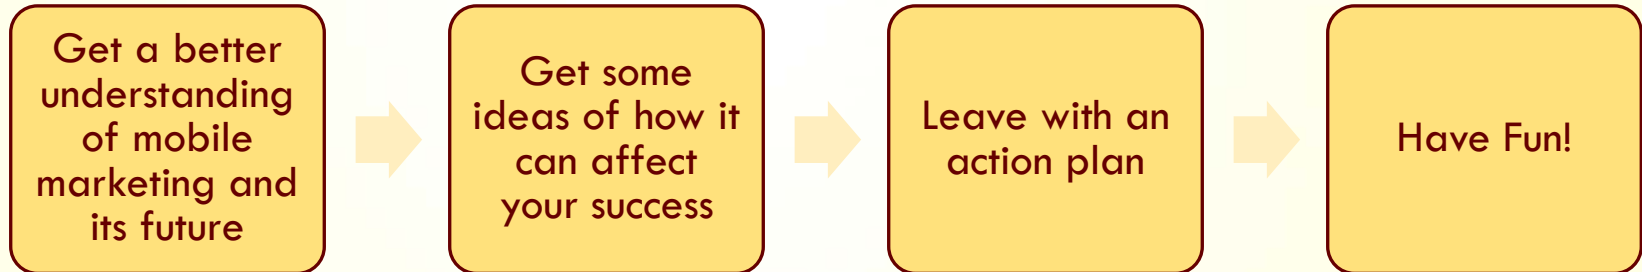 Get a better
understanding
of mobile
marketing and
its future
Get some
ideas of how it
can affect
your success
Leave with an
action plan
Have Fun!